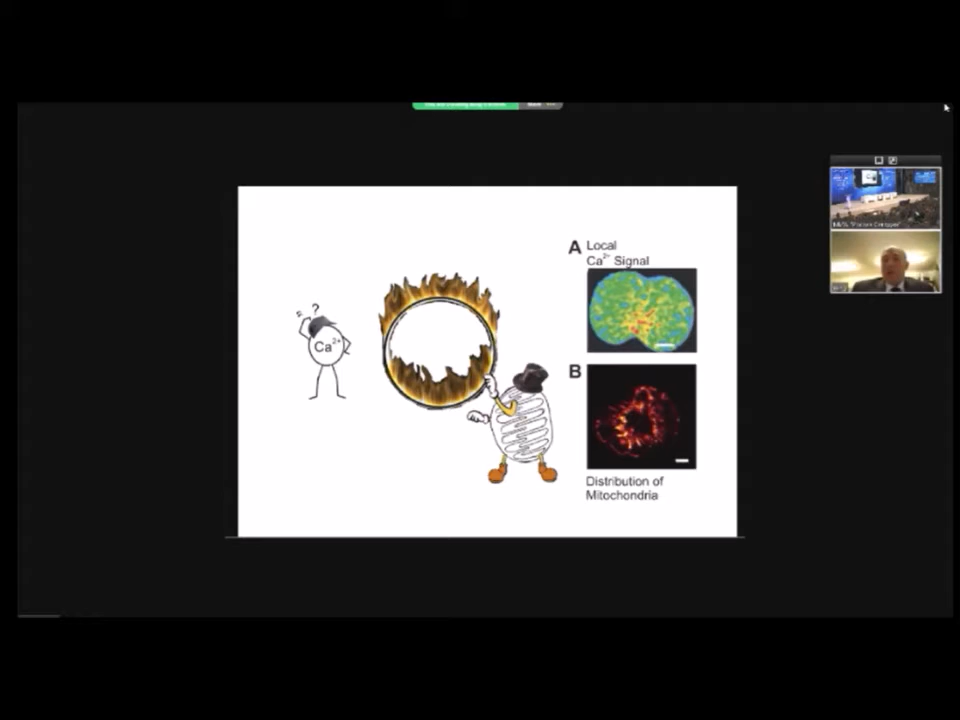 A Local
Ca²⁺ Signal
= ?
Ca²⁺
B
Distribution of
Mitochondria